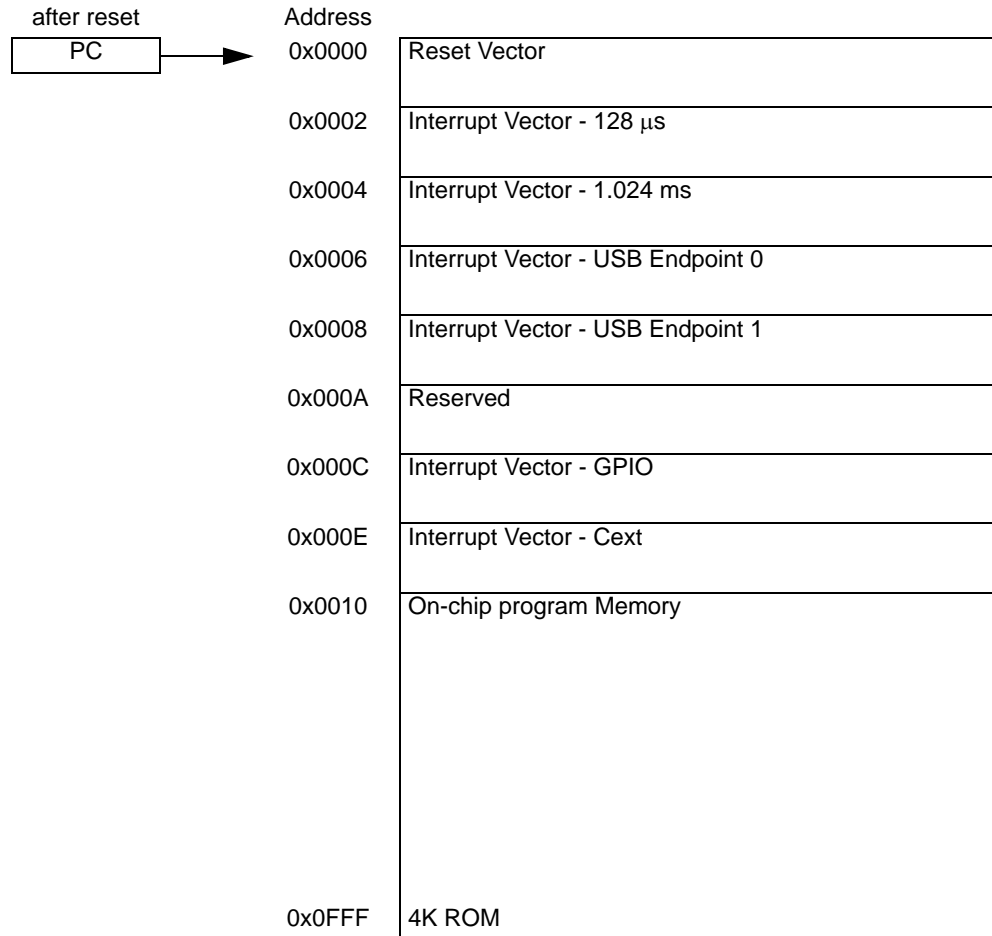 after reset Address
PC 0x0000 Reset Vector
0x0002 Interrupt Vector - 128 μs
0x0004 Interrupt Vector - 1.024 ms
0x0006 Interrupt Vector - USB Endpoint 0
0x0008 Interrupt Vector - USB Endpoint 1
0x000A Reserved
0x000C Interrupt Vector - GPIO
0x000E Interrupt Vector - Cext
0x0010 On-chip program Memory
0x0FFF 4K ROM